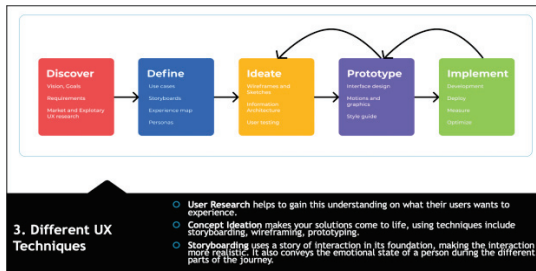 Discover
Vision, Goals
Requirements
Market and Exploratory
UX research
Define
Use cases
Storyboards
Experience map
Personas
Ideate
Wireframes and
Sketches
Information
Architecture
User testing
Prototype
Interface design
Motions and
graphics
Style guide
Implement
Development
Deploy
Measure
Optimize
3. Different UX
Techniques
User Research helps to gain this understanding on what their users wants to
experience.
Concept Ideation makes your solutions come to life, using techniques include
storyboarding, wireframing, prototyping.
Storyboarding uses a story of interaction in its foundation, making the interaction
more realistic. It also conveys the emotional state of a person during the different
parts of the journey.